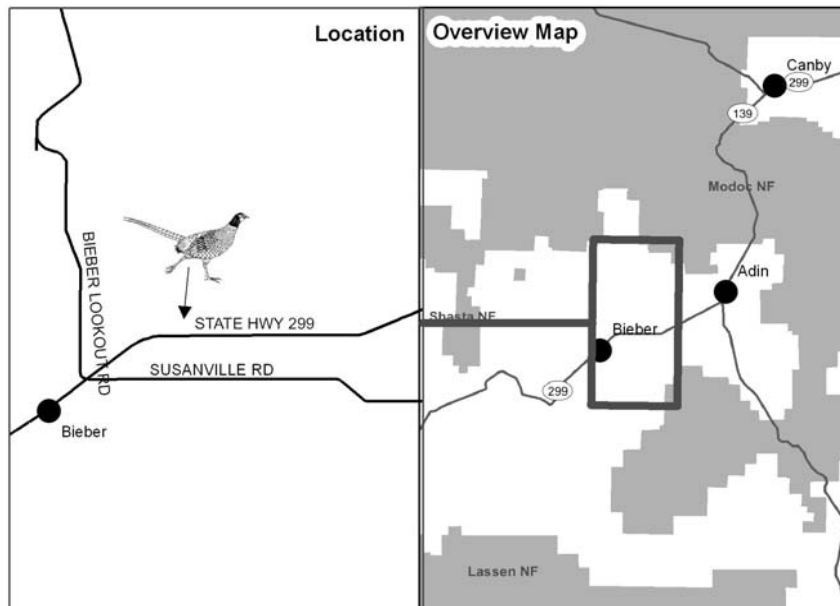 Location
BIEBER LOOKOUT RD
STATE HWY 299
SUSANVILLE RD
Bieber
Overview Map
Canby
299
139
Modoc NF
Adin
Shasta NF
Bieber
299
Lassen NF